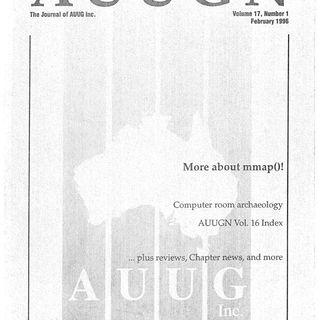 AUUGN
The Journal of AUUG Inc.
Volume 17, Number 1
February 1996
More about mmap()!
Computer room archaeology
AUUGN Vol. 16 Index
... plus reviews, Chapter news, and more
AUUG
Inc.